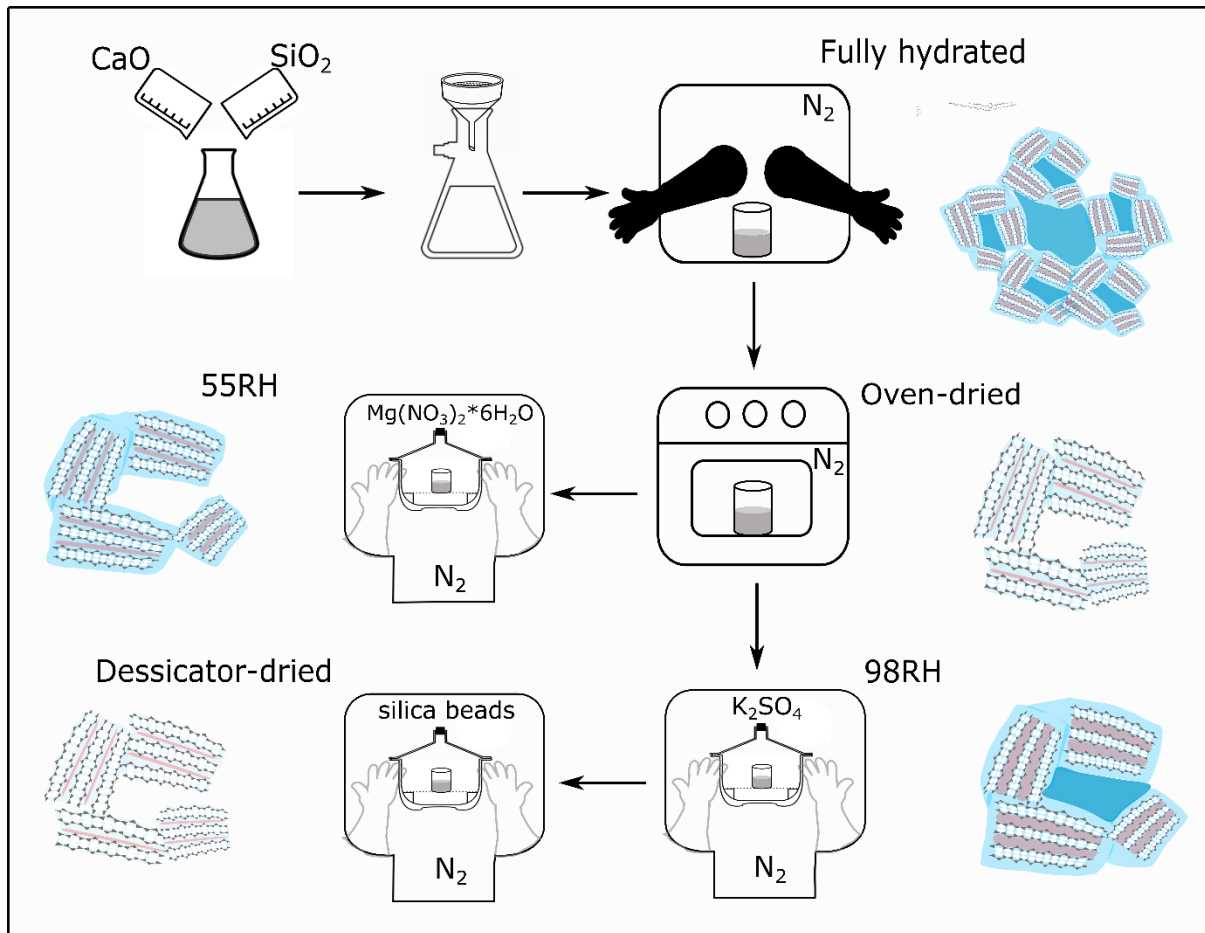 CaO
SiO₂
Fully hydrated
N₂
55RH
Mg(NO₃)₂*6H₂O
Oven-dried
N₂
N₂
Dessicator-dried
98RH
silica beads
K₂SO₄
N₂
N₂